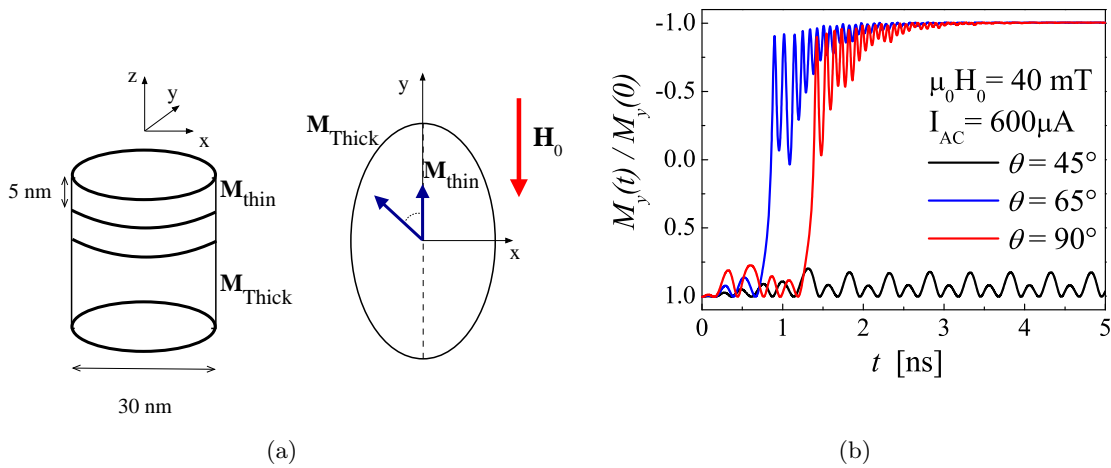 z
y
x
5 nm
M_thin
M_Thick
30 nm
y
M_Thick
M_thin
H_0
x
(a)
(b)
M_y(t) / M_y(0)
-1.0
-0.5
0.0
0.5
1.0
μ_0H_0= 40 mT
I_AC= 600μA
θ = 45°
θ = 65°
θ = 90°
0 1 2 3 4 5
t [ns]
(b)